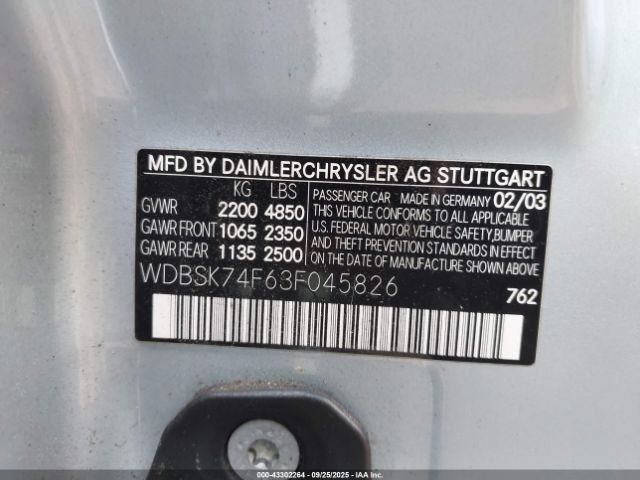 MFD BY DAIMLERCHRYSLER AG STUTTGART
KG LBS
GVWR 2200 4850
GAWR FRONT 1065 2350
GAWR REAR 1135 2500
PASSENGER CAR MADE IN GERMANY 02/03
THIS VEHICLE CONFORMS TO ALL APPLICABLE
U.S. FEDERAL MOTOR VEHICLE SAFETY, BUMPER
AND THEFT PREVENTION STANDARDS IN EFFECT
ON THE DATE OF MANUFACTURE SHOWN ABOVE.
WDBSK74F63F045826
762
000-43302264 - 09/25/2025 - COPYRIGHT IAA, LLC.